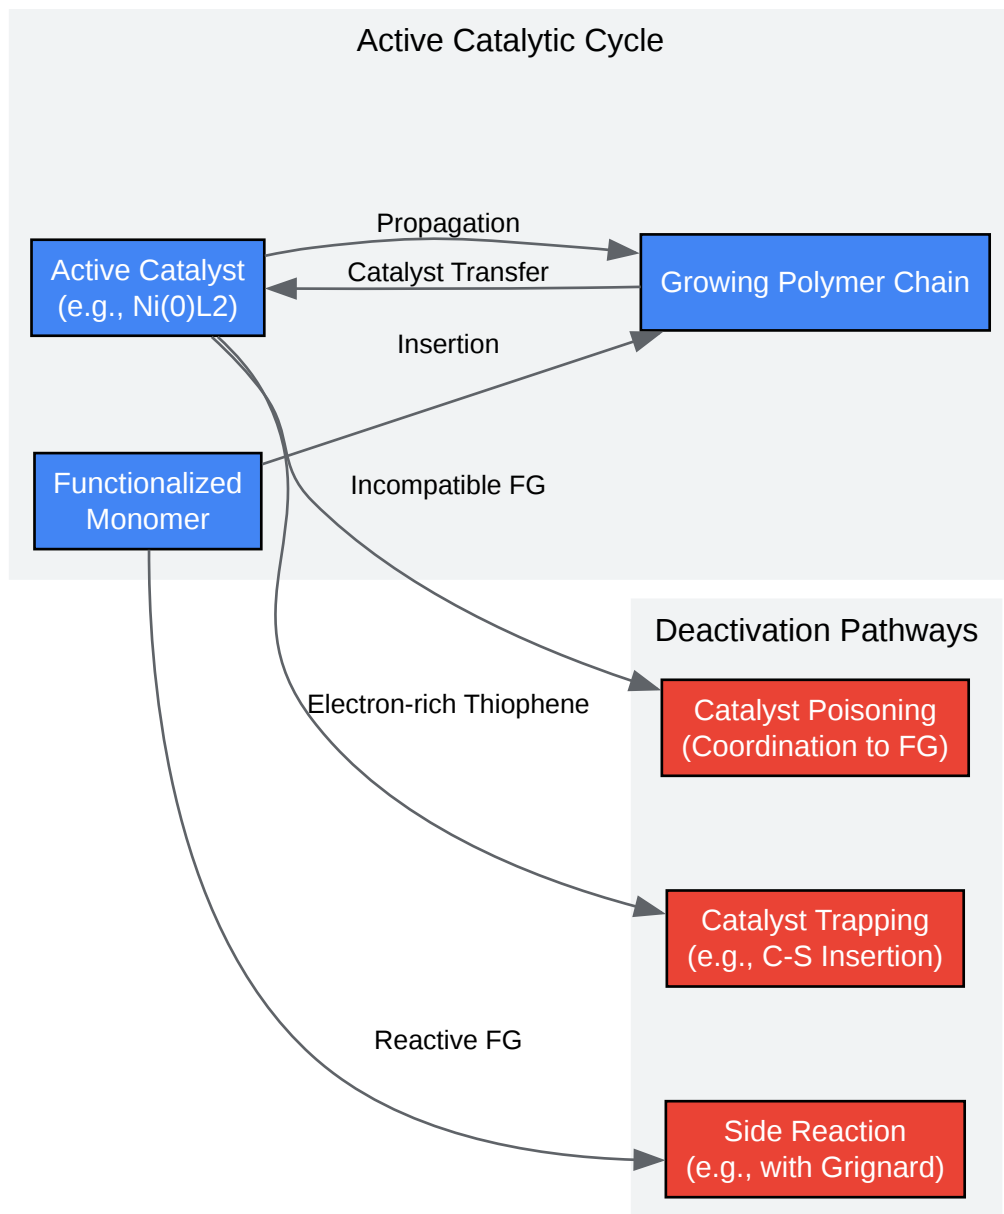 Active Catalytic Cycle
Propagation
Active Catalyst
(e.g., Ni(0)L2)
Catalyst Transfer
Growing Polymer Chain
Insertion
Functionalized
Monomer
Incompatible FG
Deactivation Pathways
Electron-rich Thiophene
Catalyst Poisoning
(Coordination to FG)
Catalyst Trapping
(e.g., C-S Insertion)
Reactive FG
Side Reaction
(e.g., with Grignard)